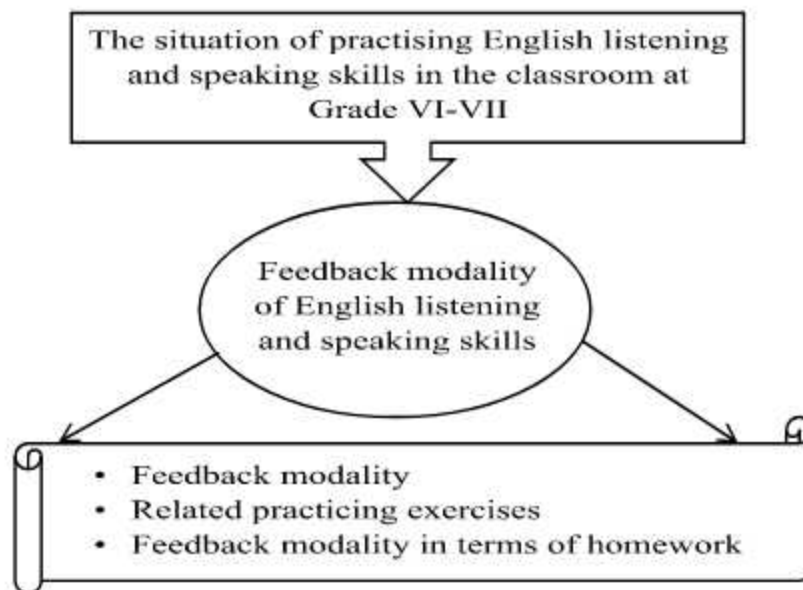 The situation of practising English listening
and speaking skills in the classroom at
Grade VI-VII
Feedback modality
of English listening
and speaking skills
• Feedback modality
• Related practicing exercises
• Feedback modality in terms of homework